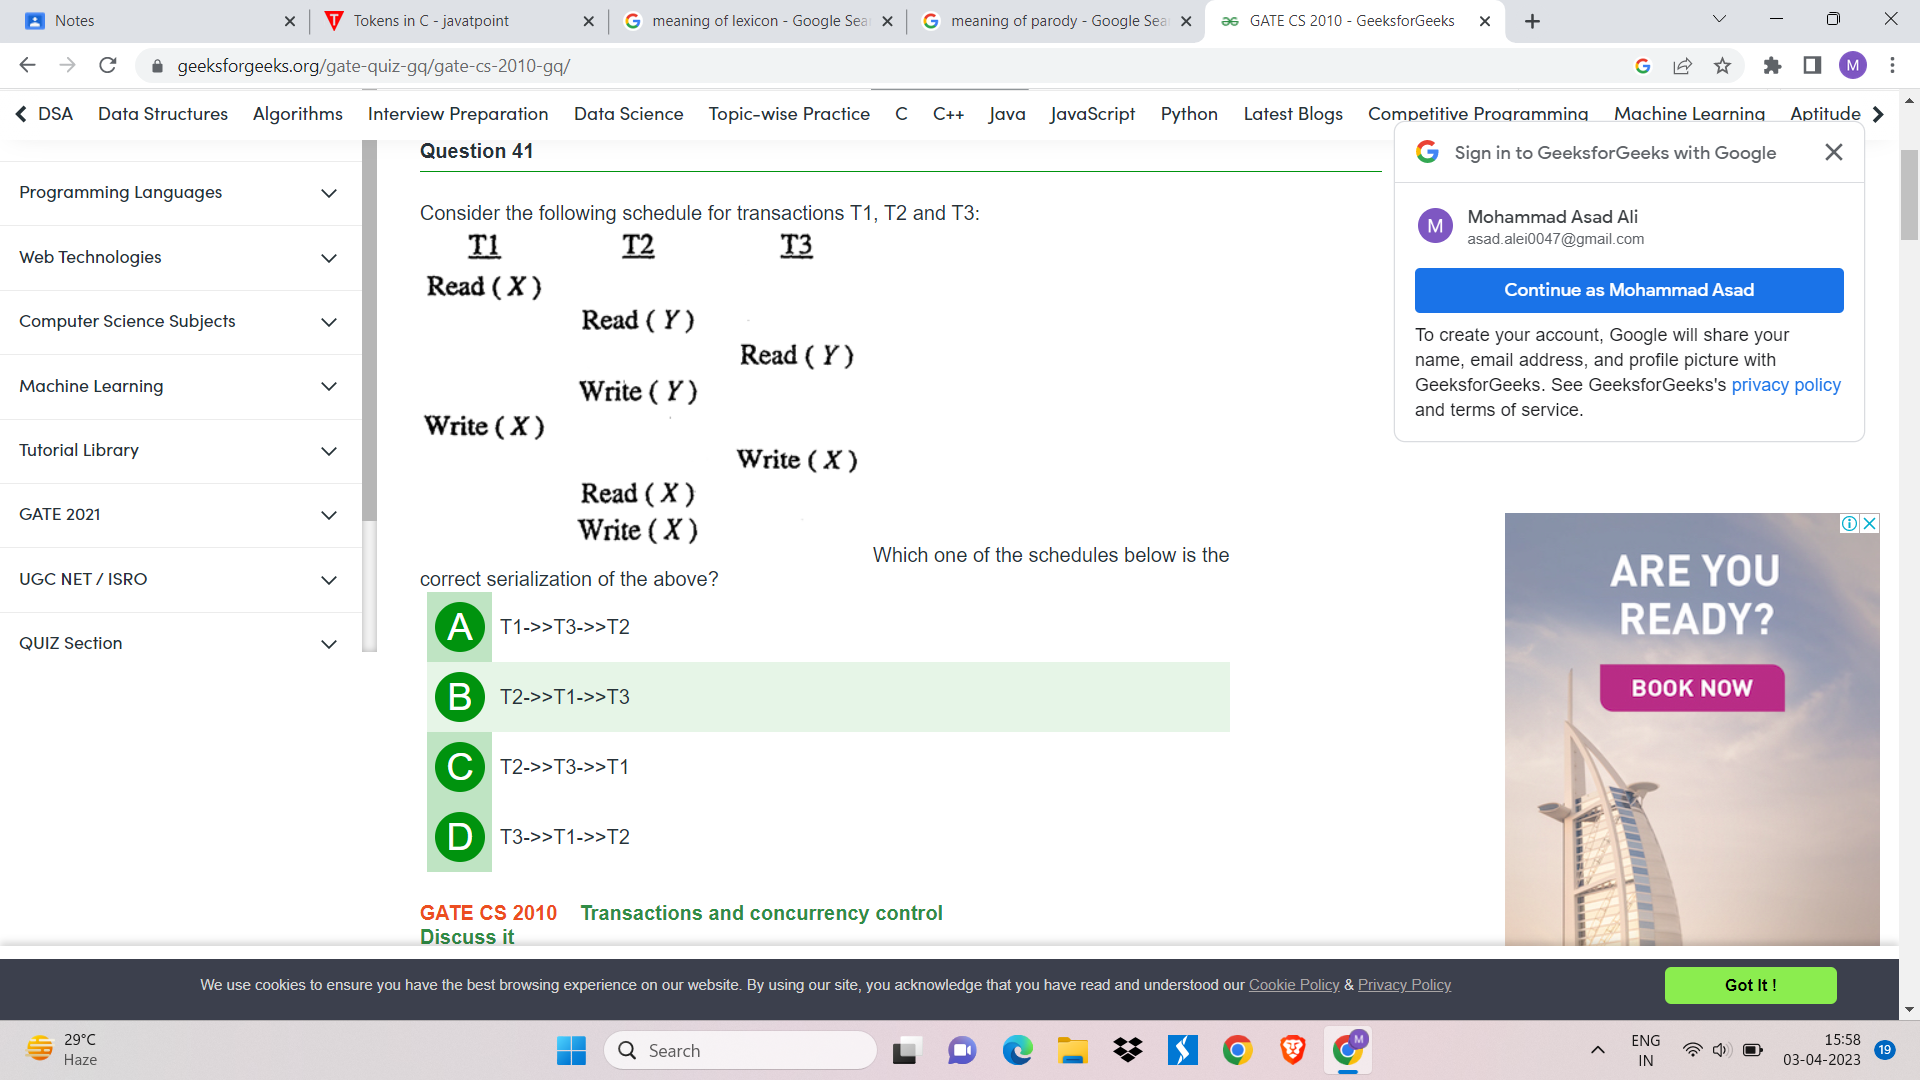 Notes
Tokens in C - javatpoint
meaning of lexicon - Google Sea
meaning of parody - Google Sea
GATE CS 2010 - GeeksforGeeks
geeksforgeeks.org/gate-quiz-gq/gate-cs-2010-gq/
M
DSA Data Structures Algorithms Interview Preparation Data Science Topic-wise Practice C C++ Java JavaScript Python Latest Blogs Competitive Programming Machine Learning Aptitude
Programming Languages
Web Technologies
Computer Science Subjects
Machine Learning
Tutorial Library
GATE 2021
UGC NET / ISRO
QUIZ Section
Question 41
Consider the following schedule for transactions T1, T2 and T3:
T1 T2 T3
Read ( X )
Read ( Y )
Read ( Y )
Write ( Y )
Write ( X )
Write ( X )
Read ( X )
Write ( X )
Which one of the schedules below is the
correct serialization of the above?
A T1->>T3->>T2
B T2->>T1->>T3
C T2->>T3->>T1
D T3->>T1->>T2
GATE CS 2010 Transactions and concurrency control
Discuss it
Sign in to GeeksforGeeks with Google
M
Mohammad Asad Ali
asad.alei0047@gmail.com
Continue as Mohammad Asad
To create your account, Google will share your
name, email address, and profile picture with
GeeksforGeeks. See GeeksforGeeks's privacy policy
and terms of service.
ARE YOU
READY?
BOOK NOW
We use cookies to ensure you have the best browsing experience on our website. By using our site, you acknowledge that you have read and understood our Cookie Policy & Privacy Policy
Got It !
29°C
Haze
Search
M
ENG
IN
15:58
03-04-2023
19